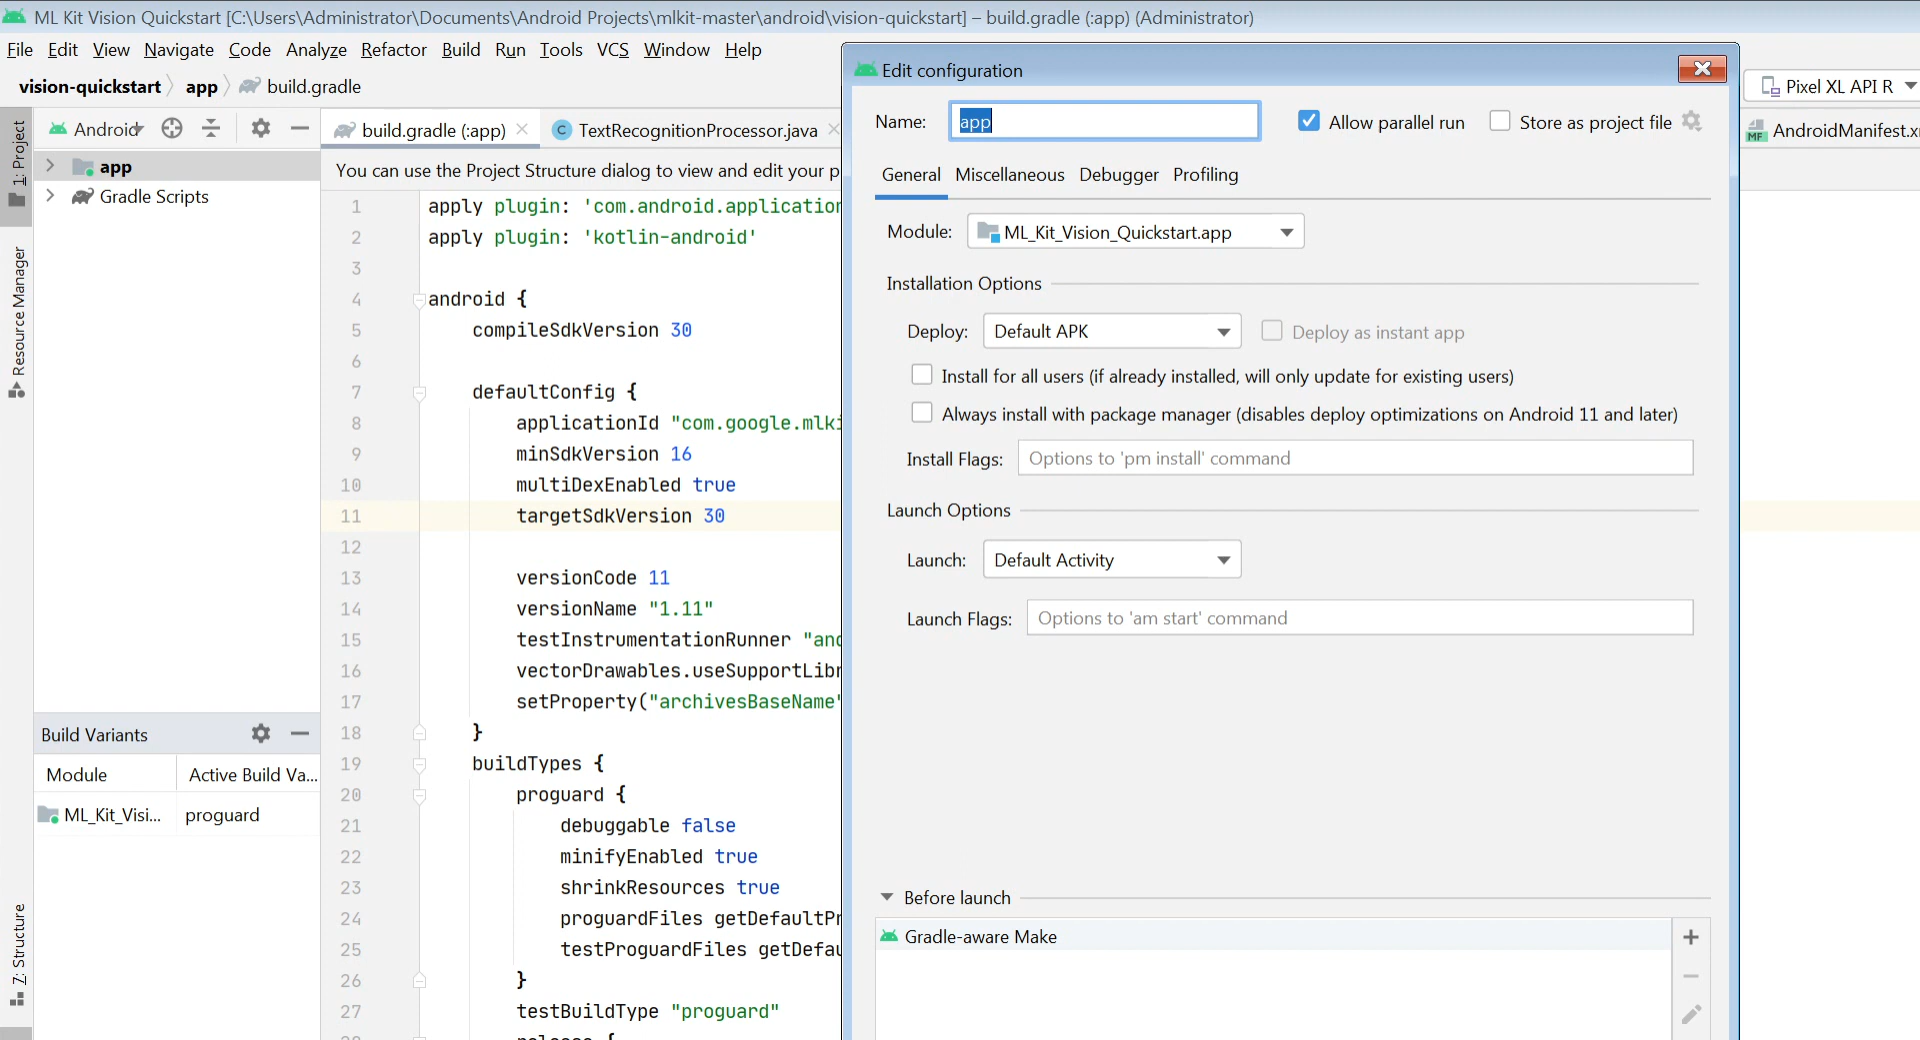 ML Kit Vision Quickstart [C:\Users\Administrator\Documents\Android Projects\mlkit-master\android\vision-quickstart] – build.gradle (:app) (Administrator)
File Edit View Navigate Code Analyze Refactor Build Run Tools VCS Window Help
vision-quickstart app build.gradle
Pixel XL API R
Android
build.gradle (:app)
TextRecognitionProcessor.java
AndroidManifest.x
1: Project
Resource Manager
7: Structure
app
Gradle Scripts
Build Variants
Module Active Build Va...
ML_Kit_Visi... proguard
You can use the Project Structure dialog to view and edit your p
1 apply plugin: 'com.android.application
2 apply plugin: 'kotlin-android'
3
4 android {
5 compileSdkVersion 30
6
7 defaultConfig {
8 applicationId "com.google.mlki
9 minSdkVersion 16
10 multiDexEnabled true
11 targetSdkVersion 30
12
13 versionCode 11
14 versionName "1.11"
15 testInstrumentationRunner "and
16 vectorDrawables.useSupportLibr
17 setProperty("archivesBaseName"
18 }
19 buildTypes {
20 proguard {
21 debuggable false
22 minifyEnabled true
23 shrinkResources true
24 proguardFiles getDefaultPr
25 testProguardFiles getDefau
26 }
27 testBuildType "proguard"
Edit configuration
Name: app
Allow parallel run
Store as project file
General Miscellaneous Debugger Profiling
Module: ML_Kit_Vision_Quickstart.app
Installation Options
Deploy: Default APK
Deploy as instant app
Install for all users (if already installed, will only update for existing users)
Always install with package manager (disables deploy optimizations on Android 11 and later)
Install Flags: Options to 'pm install' command
Launch Options
Launch: Default Activity
Launch Flags: Options to 'am start' command
Before launch
Gradle-aware Make